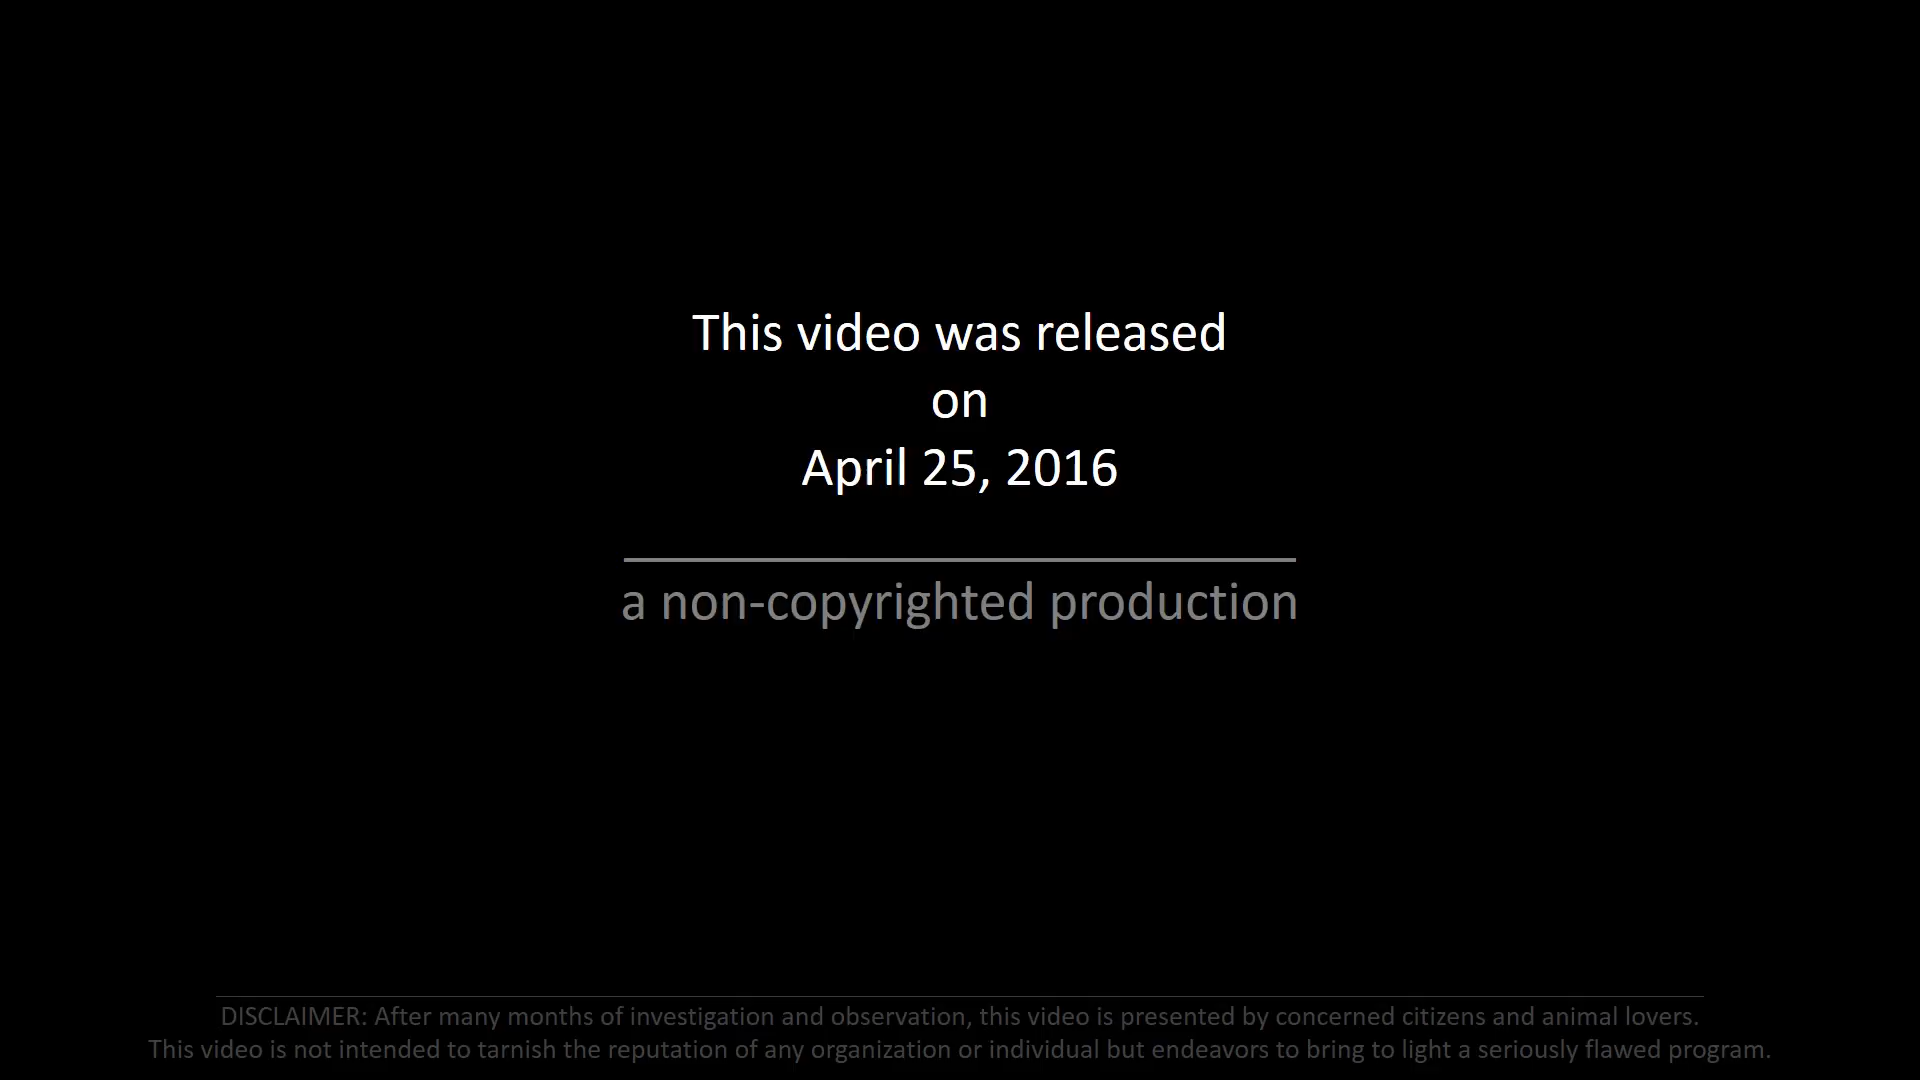 This video was released
on
April 25, 2016
a non-copyrighted production
DISCLAIMER: After many months of investigation and observation, this video is presented by concerned citizens and animal lovers.
This video is not intended to tarnish the reputation of any organization or individual but endeavors to bring to light a seriously flawed program.